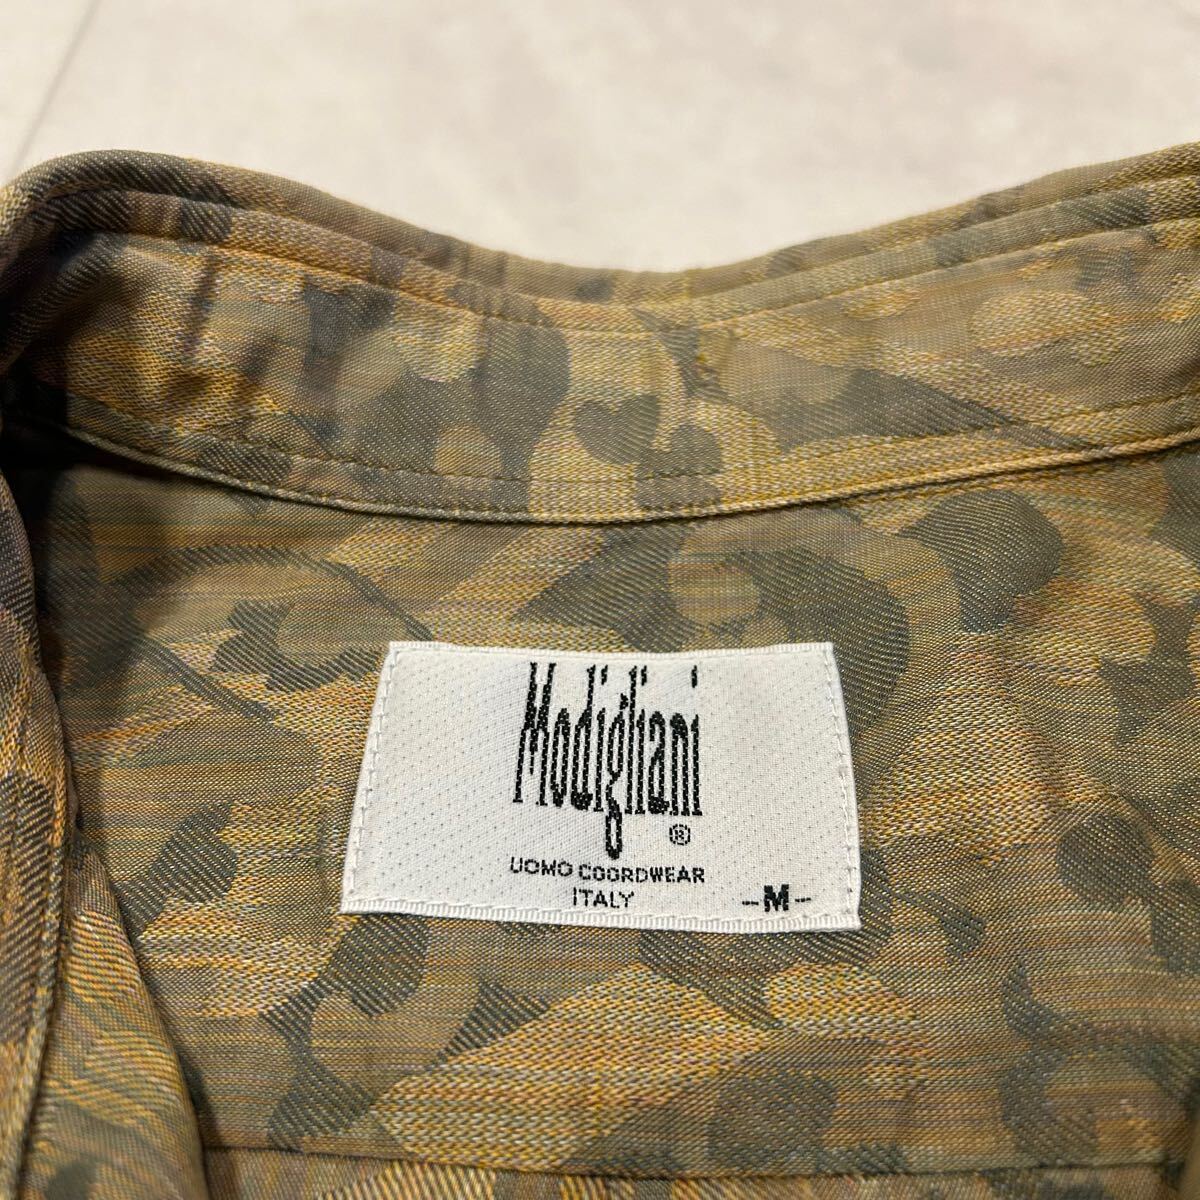 Modigliani
®
UOMO COORDWEAR
ITALY
-M-